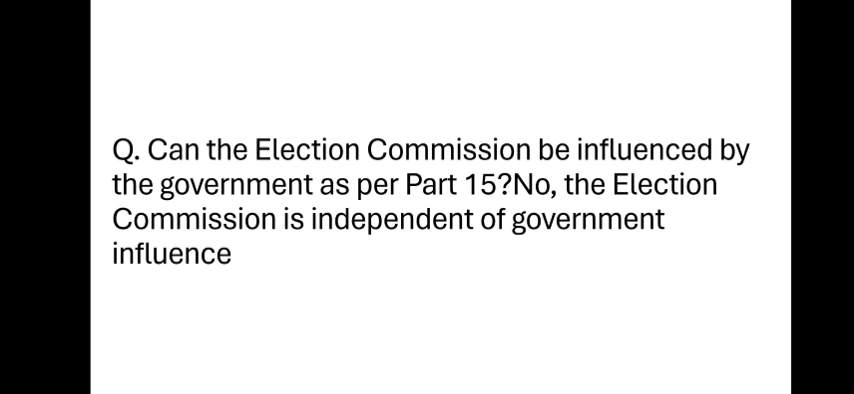 Q. Can the Election Commission be influenced by
the government as per Part 15?No, the Election
Commission is independent of government
influence